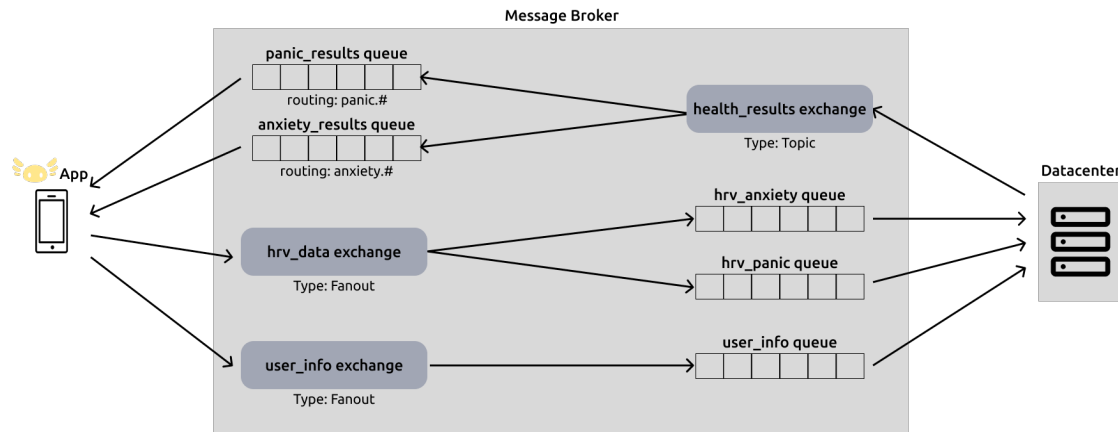 Message Broker
panic_results queue
routing: panic.#
anxiety_results queue
routing: anxiety.#
health_results exchange
Type: Topic
App
Datacenter
hrv_data exchange
Type: Fanout
hrv_anxiety queue
hrv_panic queue
user_info exchange
Type: Fanout
user_info queue